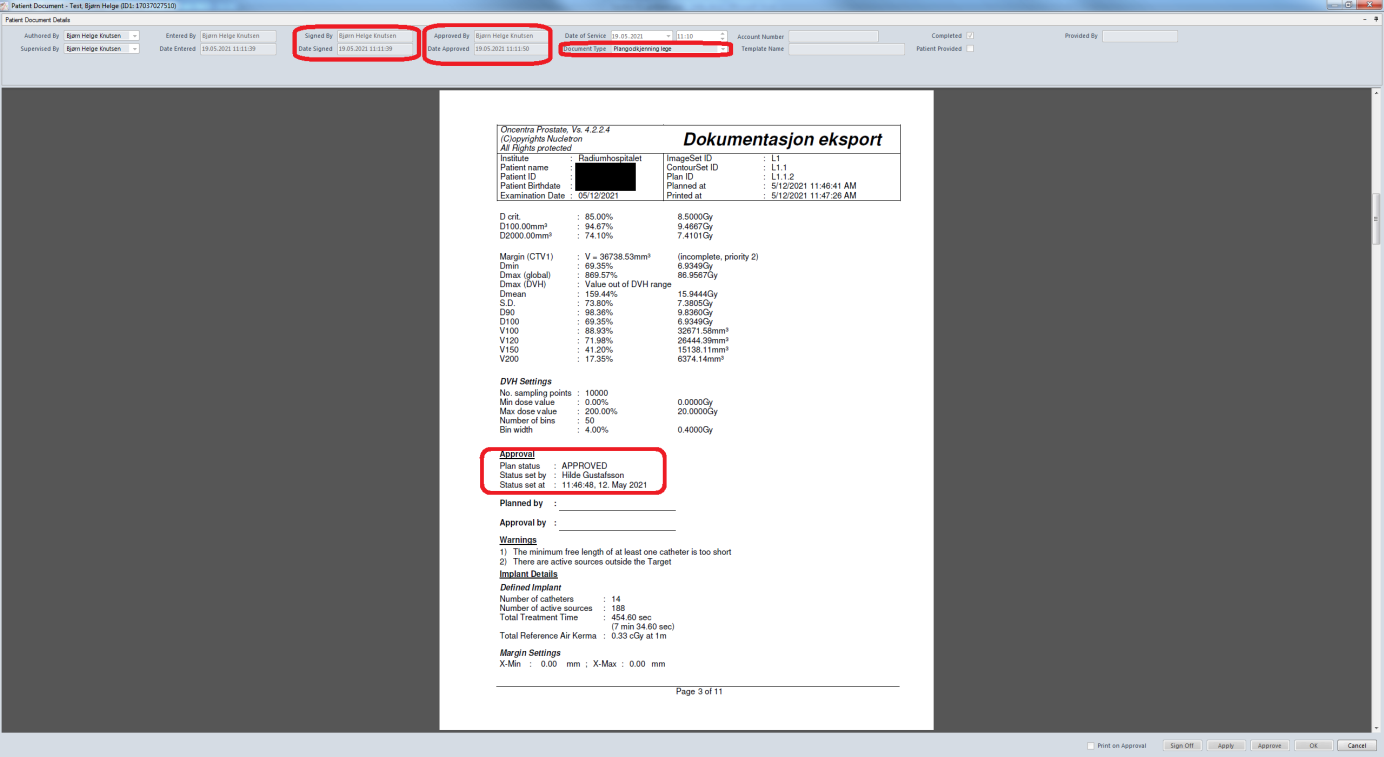 Patient Document - Test, Bjørn Helge (ID1: 17037027510)
Patient Document Details
Authored By Bjørn Helge Knutsen Entered By Bjørn Helge Knutsen Signed By Bjørn Helge Knutsen Approved By Bjørn Helge Knutsen Date of Service 19.05.2021 11:10 Account Number Completed Provided By
Supervised By Bjørn Helge Knutsen Date Entered 19.05.2021 11:11:39 Date Signed 19.05.2021 11:11:39 Date Approved 19.05.2021 11:11:50 Document Type Plangodkjenning lege Template Name Patient Provided
Oncentra Prostate, Vs. 4.2.2.4
(C)opyrights Nucletron
All Rights protected
Dokumentasjon eksport
Institute : Radiumhospitalet ImageSet ID : L1
Patient name : ContourSet ID : L1.1
Patient ID : Plan ID : L1.1.2
Patient Birthdate : Planned at : 5/12/2021 11:46:41 AM
Examination Date : 05/12/2021 Printed at : 5/12/2021 11:47:26 AM
D crit. : 85.00% 8.5000Gy
D100.00mm³ : 94.67% 9.4667Gy
D2000.00mm³ : 74.10% 7.4101Gy
Margin (CTV1) : V = 36738.53mm³ (incomplete, priority 2)
Dmin : 69.35% 6.9349Gy
Dmax (global) : 869.57% 86.9567Gy
Dmax (DVH) : Value out of DVH range
Dmean : 159.44% 15.9444Gy
S.D. : 73.80% 7.3805Gy
D90 : 98.36% 9.8360Gy
D100 : 69.35% 6.9349Gy
V100 : 88.93% 32671.58mm³
V120 : 71.98% 26444.39mm³
V150 : 41.20% 15138.11mm³
V200 : 17.35% 6374.14mm³
DVH Settings
No. sampling points : 10000
Min dose value : 0.00% 0.0000Gy
Max dose value : 200.00% 20.0000Gy
Number of bins : 50
Bin width : 4.00% 0.4000Gy
Approval
Plan status : APPROVED
Status set by : Hilde Gustafsson
Status set at : 11:46:48, 12. May 2021
Planned by :
Approval by :
Warnings
1) The minimum free length of at least one catheter is too short
2) There are active sources outside the Target
Implant Details
Defined Implant
Number of catheters : 14
Number of active sources : 188
Total Treatment Time : 454.60 sec
(7 min 34.60 sec)
Total Reference Air Kerma : 0.33 cGy at 1m
Margin Settings
X-Min : 0.00 mm ; X-Max : 0.00 mm
Page 3 of 11
Print on Approval Sign Off Apply Approve OK Cancel